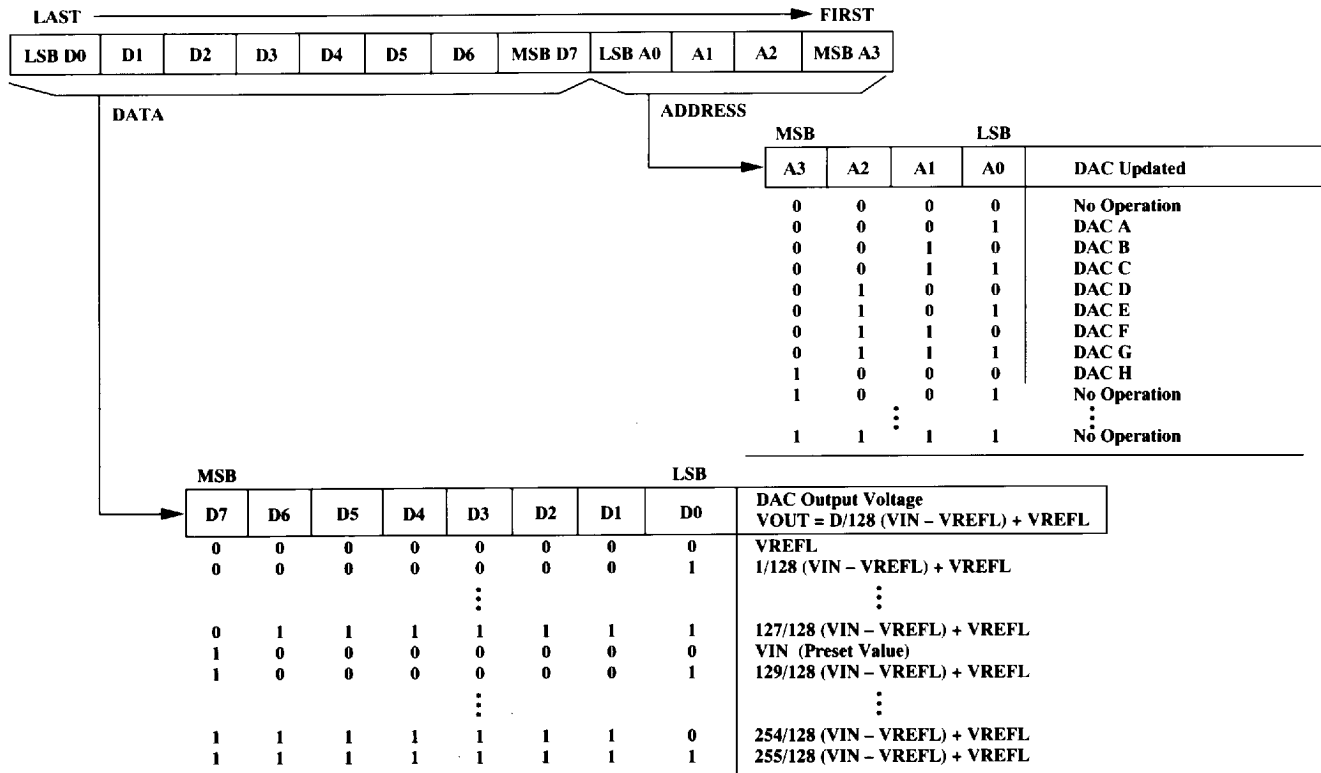 LAST FIRST
LSB D0 D1 D2 D3 D4 D5 D6 MSB D7 LSB A0 A1 A2 MSB A3
DATA ADDRESS
MSB LSB
A3 A2 A1 A0 DAC Updated
0 0 0 0 No Operation
0 0 0 1 DAC A
0 0 1 0 DAC B
0 0 1 1 DAC C
0 1 0 0 DAC D
0 1 0 1 DAC E
0 1 1 0 DAC F
0 1 1 1 DAC G
1 0 0 0 DAC H
1 0 0 1 No Operation
1 1 1 1 No Operation
MSB LSB
D7 D6 D5 D4 D3 D2 D1 D0 DAC Output Voltage
VOUT = D/128 (VIN – VREFL) + VREFL
0 0 0 0 0 0 0 0 VREFL
0 0 0 0 0 0 0 1 1/128 (VIN – VREFL) + VREFL
0 1 1 1 1 1 1 1 127/128 (VIN – VREFL) + VREFL
1 0 0 0 0 0 0 0 VIN (Preset Value)
1 0 0 0 0 0 0 1 129/128 (VIN – VREFL) + VREFL
1 1 1 1 1 1 1 0 254/128 (VIN – VREFL) + VREFL
1 1 1 1 1 1 1 1 255/128 (VIN – VREFL) + VREFL